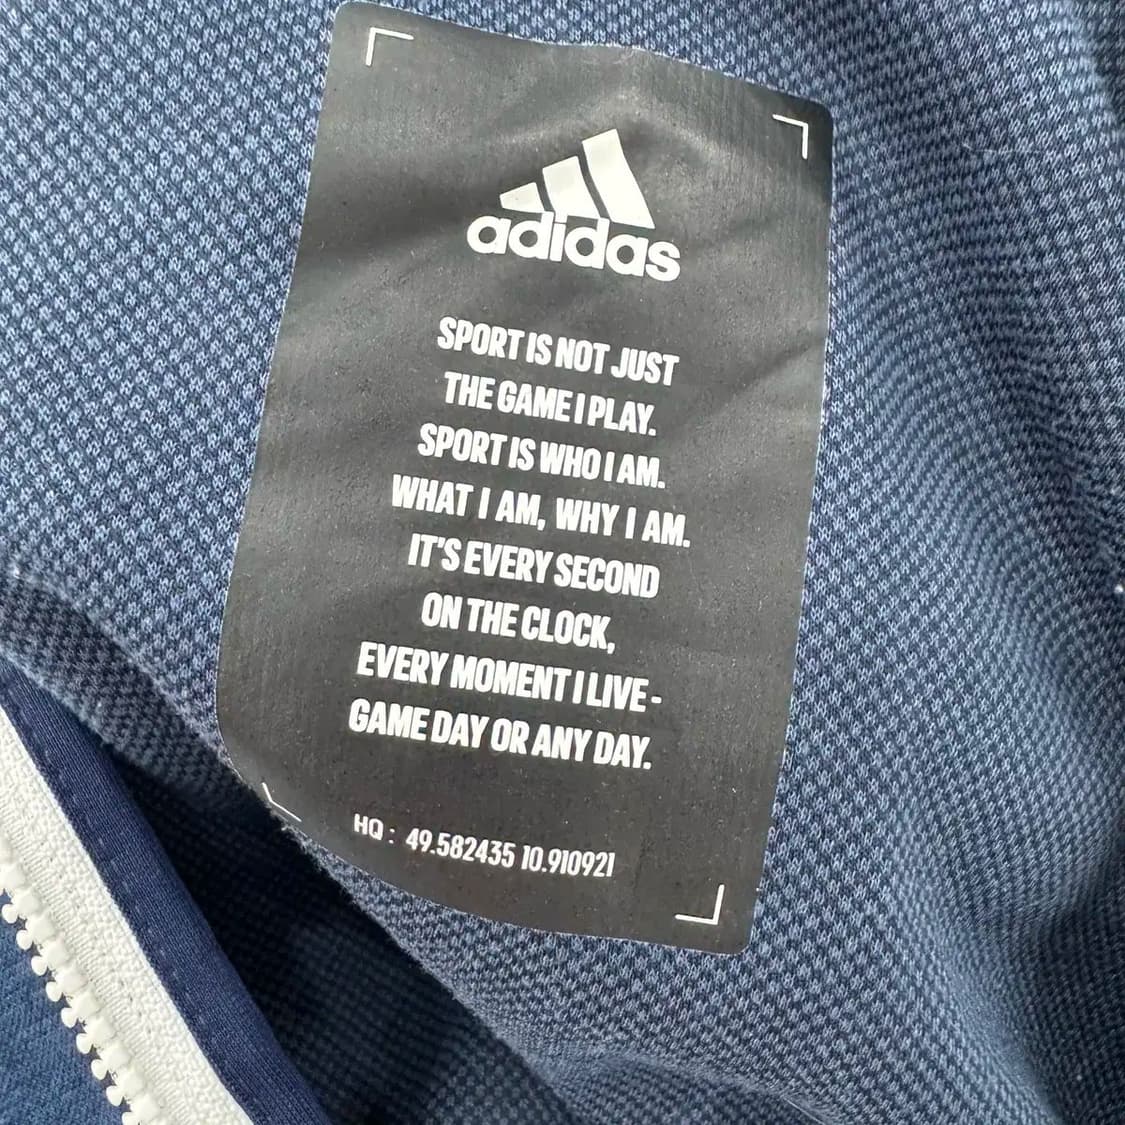 adidas
SPORT IS NOT JUST
THE GAME I PLAY.
SPORT IS WHO I AM.
WHAT I AM, WHY I AM.
IT'S EVERY SECOND
ON THE CLOCK,
EVERY MOMENT I LIVE -
GAME DAY OR ANY DAY.
HQ : 49.582435 10.910921